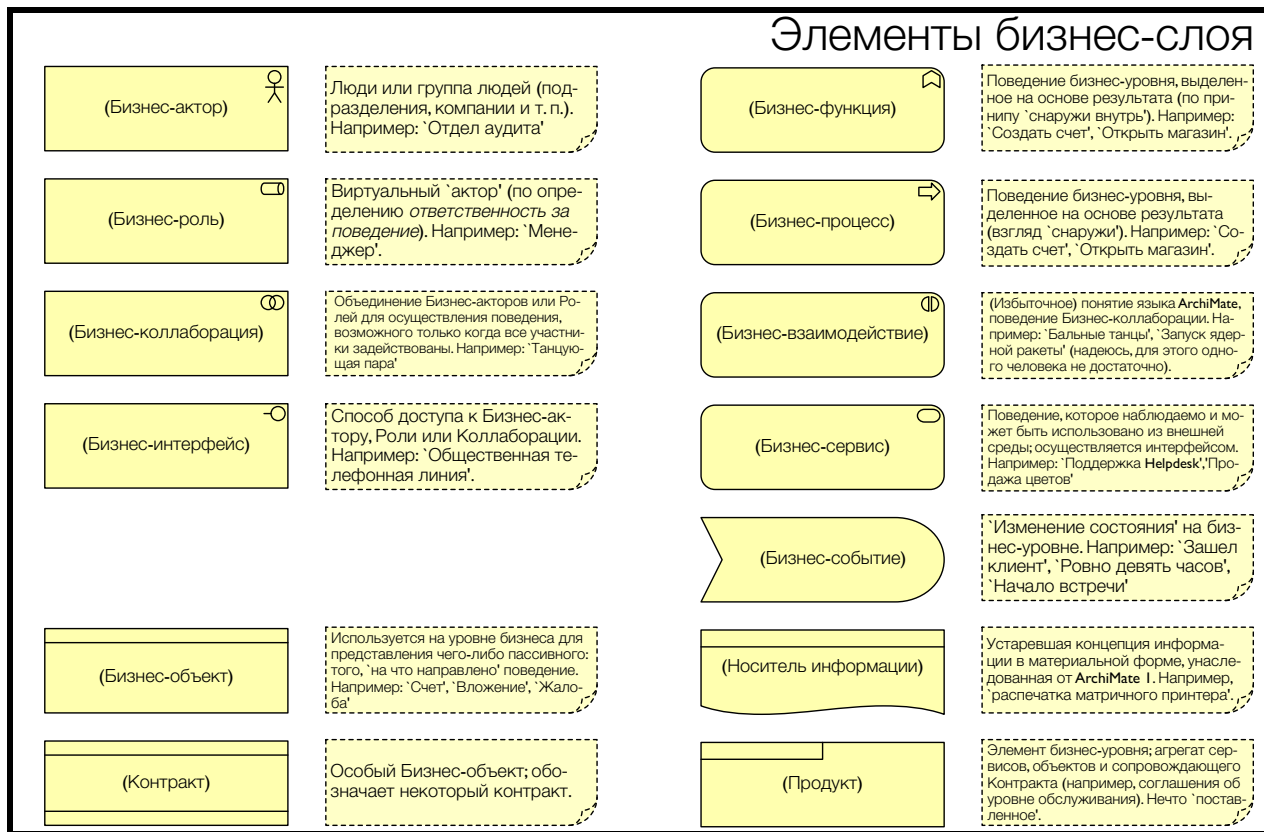 Элементы бизнес-слоя
(Бизнес-актор)
Люди или группа людей (под-
разделения, компании и т. п.).
Например: `Отдел аудита'
(Бизнес-функция)
Поведение бизнес-уровня, выделен-
ное на основе результата (по при-
нипу `снаружи внутрь'). Например:
`Создать счет', `Открыть магазин'.
(Бизнес-роль)
Виртуальный `актор' (по опре-
делению ответственность за
поведение). Например: `Мене-
джер'.
(Бизнес-процесс)
Поведение бизнес-уровня, вы-
деленное на основе результата
(взгляд `снаружи'). Например: `Со-
здать счет', `Открыть магазин'.
(Бизнес-коллаборация)
Объединение Бизнес-акторов или Ро-
лей для осуществления поведения,
возможного только когда все участни-
ки задействованы. Например: `Танцую-
щая пара'
(Бизнес-взаимодействие)
(Избыточное) понятие языка ArchiMate,
поведение Бизнес-коллаборации. На-
пример: `Бальные танцы', `Запуск ядер-
ной ракеты' (надеюсь, для этого одно-
го человека не достаточно).
(Бизнес-интерфейс)
Способ доступа к Бизнес-ак-
тору, Роли или Коллаборации.
Например: `Общественная те-
лефонная линия'.
(Бизнес-сервис)
Поведение, которое наблюдаемо и мо-
жет быть использовано из внешней
среды; осуществляется интерфейсом.
Например: `Поддержка Helpdesk','Про-
дажа цветов'
(Бизнес-событие)
`Изменение состояния' на биз-
нес-уровне. Например: `Зашел
клиент', `Ровно девять часов',
`Начало встречи'
(Бизнес-объект)
Используется на уровне бизнеса для
представления чего-либо пассивного:
того, `на что направлено' поведение.
Например: `Счет', `Вложение', `Жало-
ба'
(Носитель информации)
Устаревшая концепция информа-
ции в материальной форме, унасле-
дованная от ArchiMate 1. Например,
`распечатка матричного принтера'.
(Контракт)
Особый Бизнес-объект; обо-
значает некоторый контракт.
(Продукт)
Элемент бизнес-уровня; агрегат сер-
висов, объектов и сопровождающего
Контракта (например, соглашения об
уровне обслуживания). Нечто `постав-
ленное'.